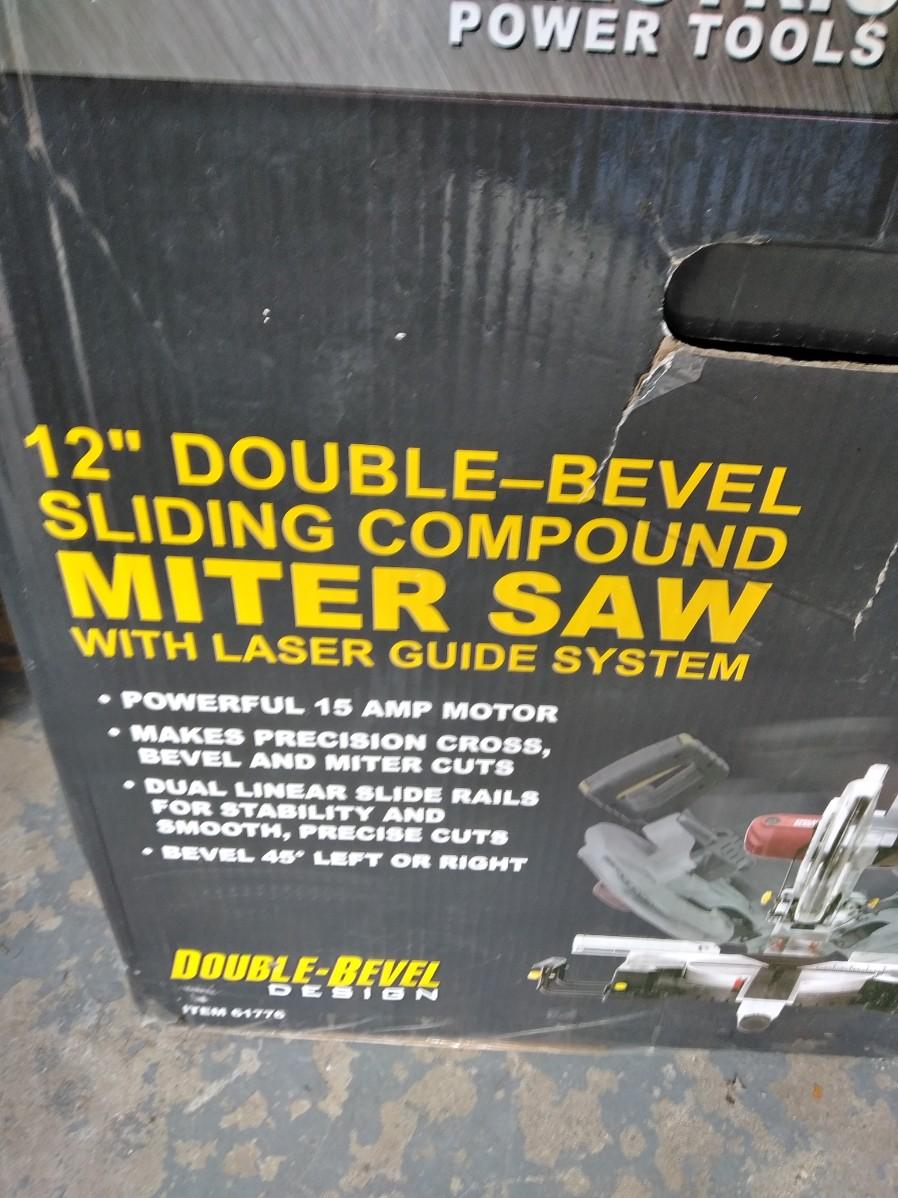 POWER TOOLS
12" DOUBLE–BEVEL
SLIDING COMPOUND
MITER SAW
WITH LASER GUIDE SYSTEM
• POWERFUL 15 AMP MOTOR
• MAKES PRECISION CROSS,
BEVEL AND MITER CUTS
• DUAL LINEAR SLIDE RAILS
FOR STABILITY AND
SMOOTH, PRECISE CUTS
• BEVEL 45° LEFT OR RIGHT
DOUBLE-BEVEL
DESIGN
ITEM 61776